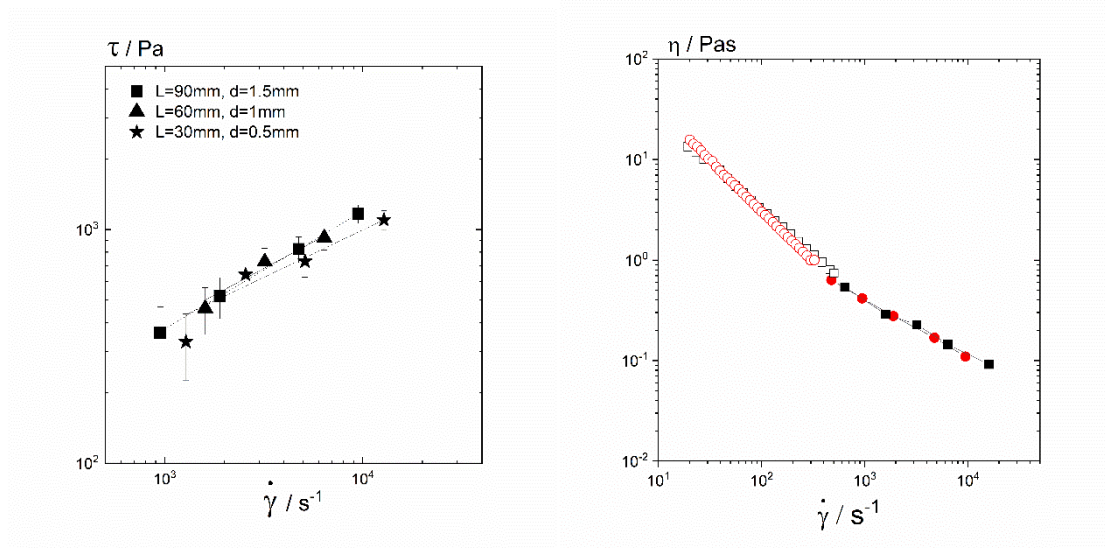 τ / Pa
L=90mm, d=1.5mm
L=60mm, d=1mm
L=30mm, d=0.5mm
10³
10²
10³
10⁴
γ̇ / s⁻¹
η / Pas
10²
10¹
10⁰
10⁻¹
10⁻²
10¹
10²
10³
10⁴
γ̇ / s⁻¹